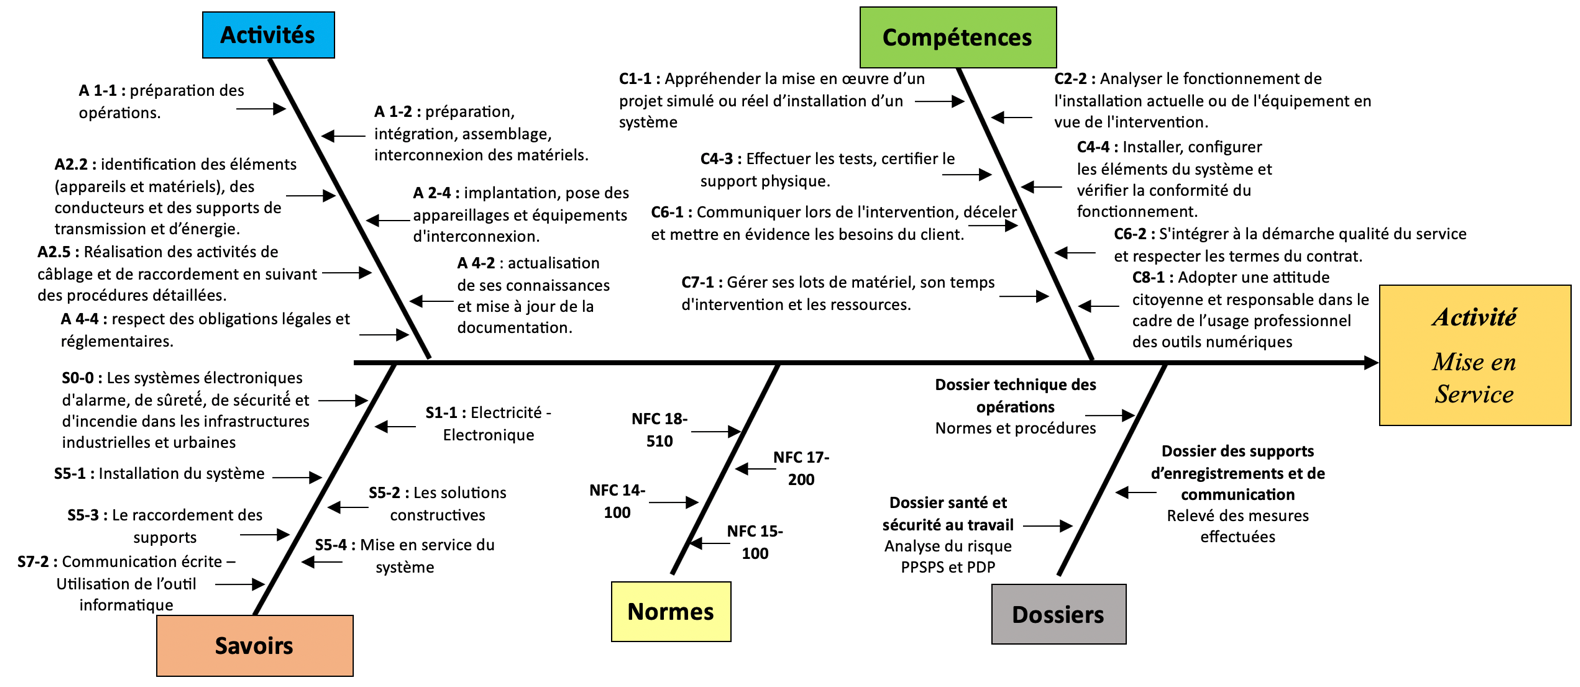 Activités
A 1-1 : préparation des
opérations.
A 1-2 : préparation,
intégration, assemblage,
interconnexion des matériels.
A2.2 : identification des éléments
(appareils et matériels), des
conducteurs et des supports de
transmission et d’énergie.
A 2-4 : implantation, pose des
appareillages et équipements
d'interconnexion.
A2.5 : Réalisation des activités de
câblage et de raccordement en suivant
des procédures détaillées.
A 4-2 : actualisation
de ses connaissances
et mise à jour de la
documentation.
A 4-4 : respect des obligations légales et
réglementaires.
Compétences
C1-1 : Appréhender la mise en œuvre d’un
projet simulé ou réel d’installation d’un
système
C2-2 : Analyser le fonctionnement de
l'installation actuelle ou de l'équipement en
vue de l'intervention.
C4-3 : Effectuer les tests, certifier le
support physique.
C4-4 : Installer, configurer
les éléments du système et
vérifier la conformité du
fonctionnement.
C6-1 : Communiquer lors de l'intervention, déceler
et mettre en évidence les besoins du client.
C6-2 : S'intégrer à la démarche qualité du service
et respecter les termes du contrat.
C7-1 : Gérer ses lots de matériel, son temps
d'intervention et les ressources.
C8-1 : Adopter une attitude
citoyenne et responsable dans le
cadre de l’usage professionnel
des outils numériques
Activité
Mise en
Service
S0-0 : Les systèmes électroniques
d'alarme, de sûreté, de sécurité et
d'incendie dans les infrastructures
industrielles et urbaines
S1-1 : Electricité -
Electronique
S5-1 : Installation du système
S5-2 : Les solutions
constructives
S5-3 : Le raccordement des
supports
S5-4 : Mise en service du
système
S7-2 : Communication écrite –
Utilisation de l’outil
informatique
Savoirs
NFC 18-
510
NFC 17-
200
NFC 14-
100
NFC 15-
100
Normes
Dossier technique des
opérations
Normes et procédures
Dossier des supports
d’enregistrements et de
communication
Relevé des mesures
effectuées
Dossier santé et
sécurité au travail
Analyse du risque
PPSPS et PDP
Dossiers